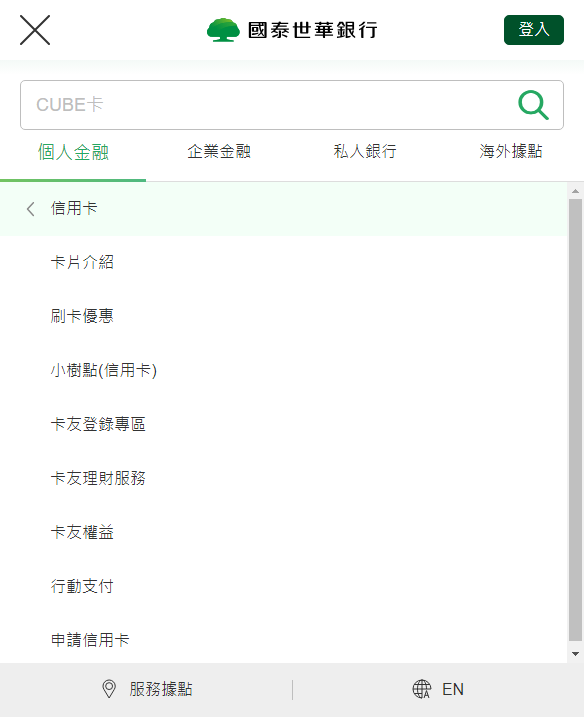 國泰世華銀行
登入
CUBE卡
個人金融 企業金融 私人銀行 海外據點
信用卡
卡片介紹
刷卡優惠
小樹點(信用卡)
卡友登錄專區
卡友理財服務
卡友權益
行動支付
申請信用卡
服務據點 EN